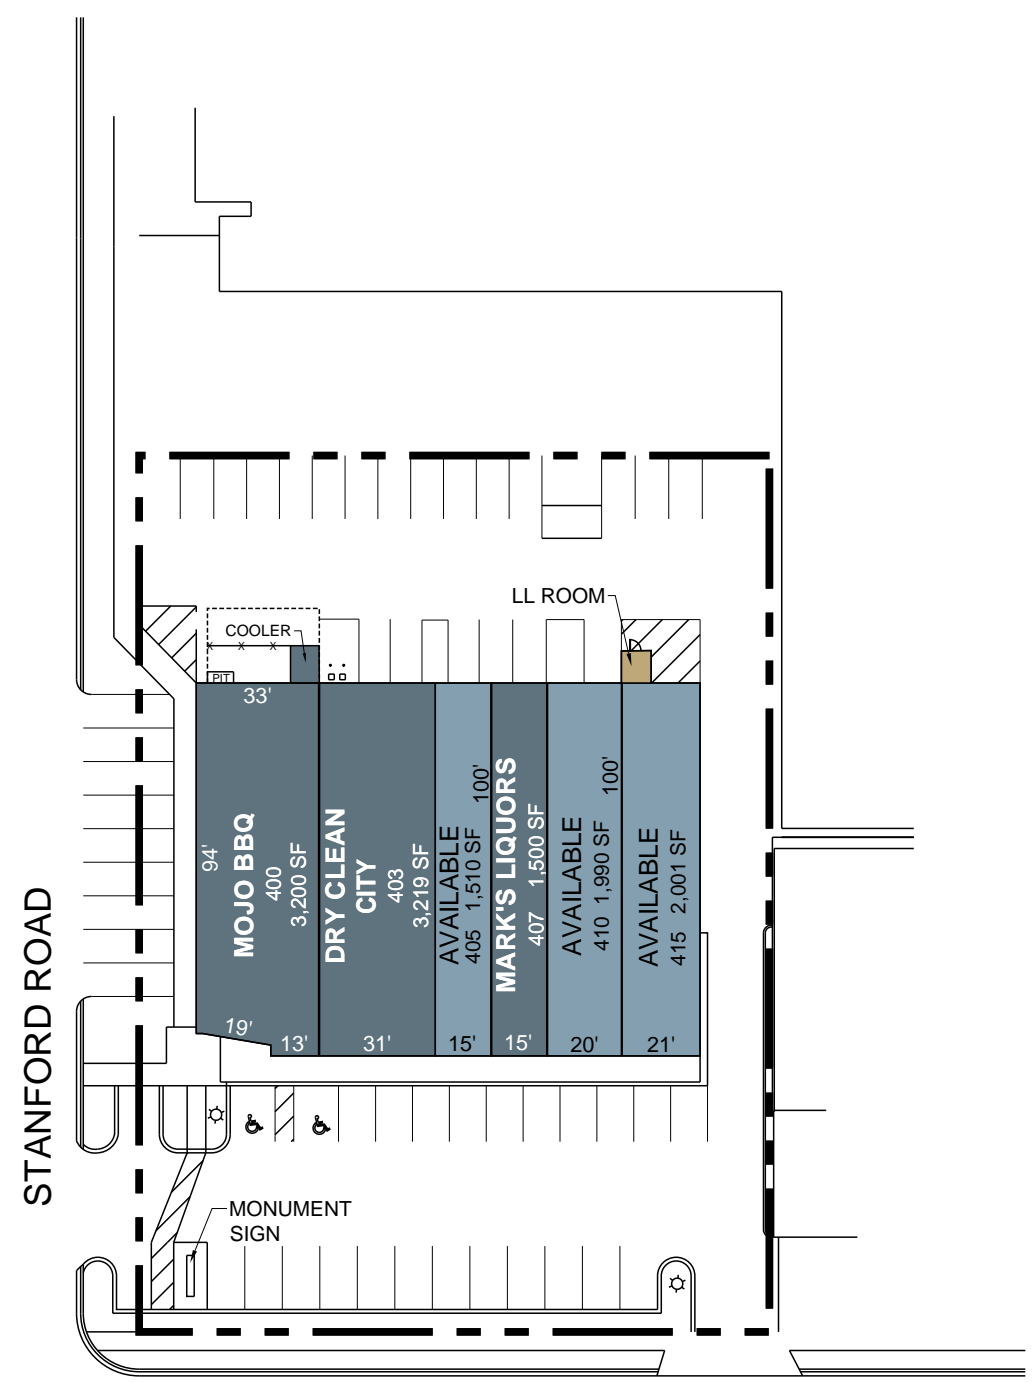 LL ROOM
COOLER
X X X
PIT
33'
94'
MOJO BBQ
400
3,200 SF
19'
13'
DRY CLEAN
CITY
403
3,219 SF
31'
100'
AVAILABLE
405 1,510 SF
15'
MARK'S LIQUORS
407 1,500 SF
15'
100'
AVAILABLE
410 1,990 SF
20'
AVAILABLE
415 2,001 SF
21'
STANFORD ROAD
MONUMENT
SIGN